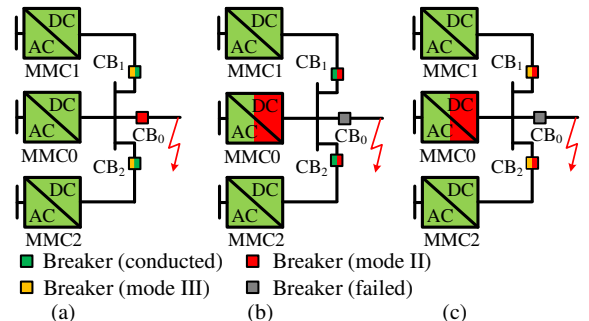 DC
AC
CB₁
MMC1
DC
AC
CB₀
MMC0
CB₂
DC
AC
MMC2
DC
AC
CB₁
MMC1
DC
AC
CB₀
MMC0
CB₂
DC
AC
MMC2
DC
AC
CB₁
MMC1
DC
AC
CB₀
MMC0
CB₂
DC
AC
MMC2
Breaker (conducted) Breaker (mode II)
Breaker (mode III) Breaker (failed)
(a) (b) (c)